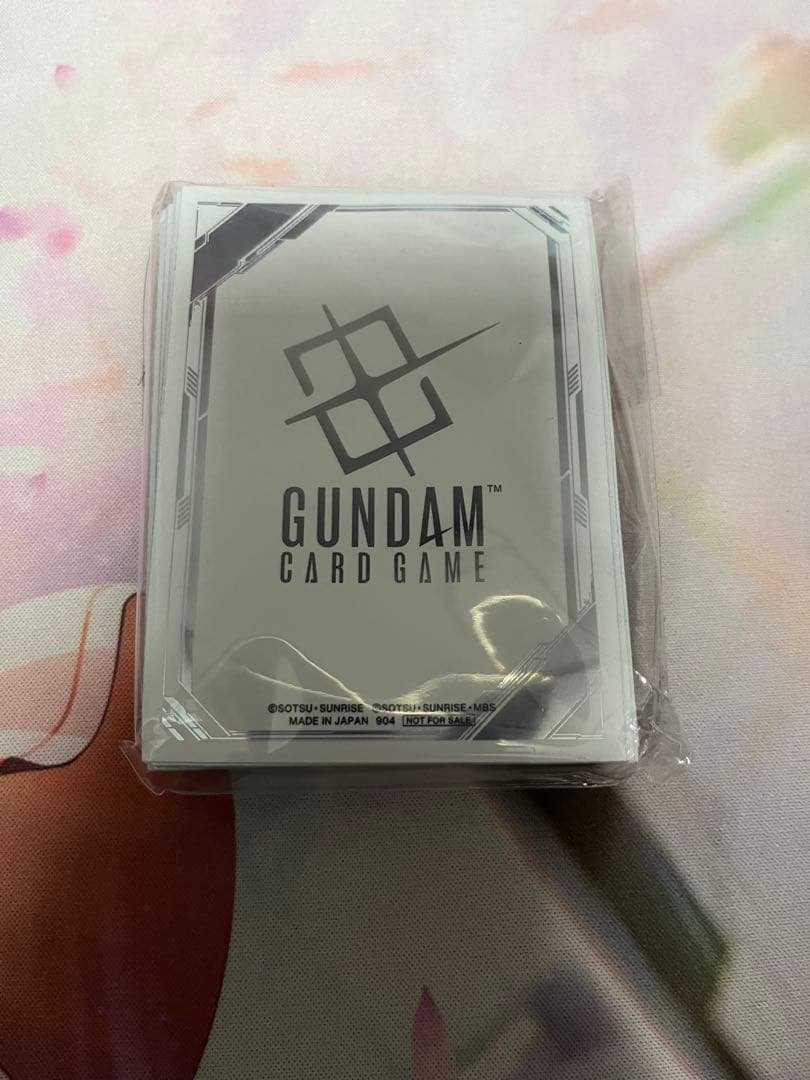 GUNDAM™
CARD GAME
©SOTSU・SUNRISE ©SOTSU・SUNRISE・MBS
MADE IN JAPAN 904 NOT FOR SALE